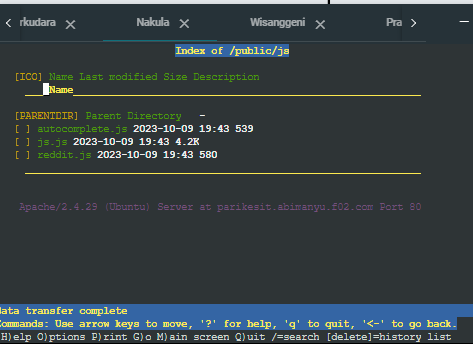 rkudara
Nakula
Wisanggeni
Pra
Index of /public/js
[ICO] Name Last modified Size Description
Name
[PARENTDIR] Parent Directory -
[ ] autocomplete.js 2023-10-09 19:43 539
[ ] js.js 2023-10-09 19:43 4.2K
[ ] reddit.js 2023-10-09 19:43 580
Apache/2.4.29 (Ubuntu) Server at parikesit.abimanyu.f02.com Port 80
Data transfer complete
Commands: Use arrow keys to move, '?' for help, 'q' to quit, '<-' to go back.
H)elp O)ptions P)rint G)o M)ain screen Q)uit /=search [delete]=history list